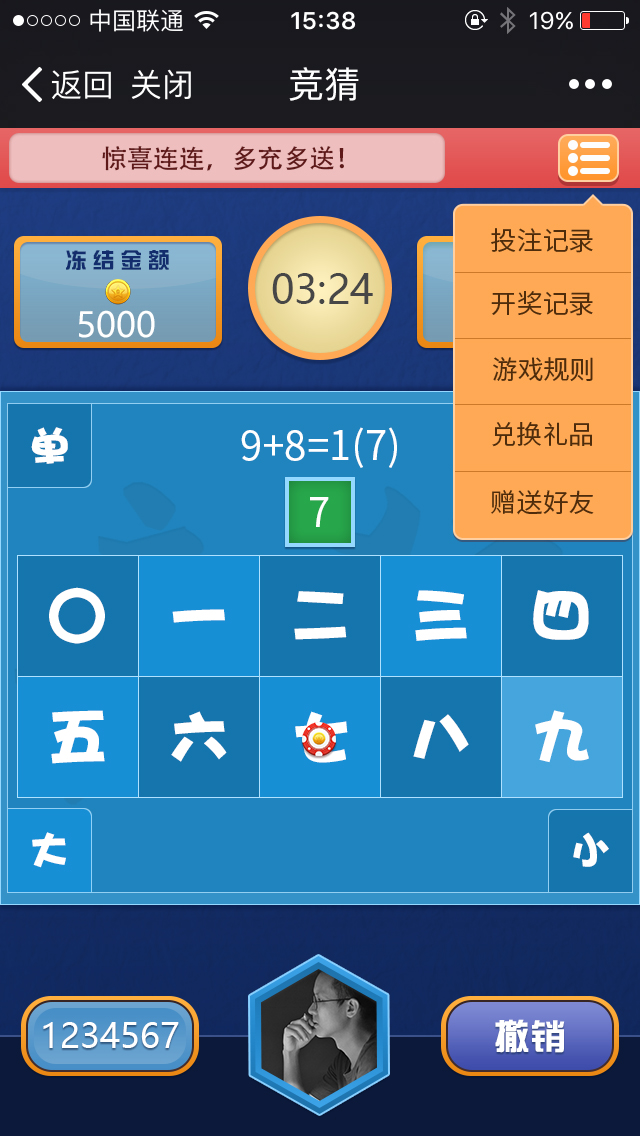 中国联通 15:38 19%
返回 关闭 竞猜
惊喜连连，多充多送！
冻结金额
5000
03:24
投注记录
开奖记录
游戏规则
兑换礼品
赠送好友
单
9+8=1(7)
7
〇 一 二 三 四
五 六 七 八 九
大 小
1234567
撤销